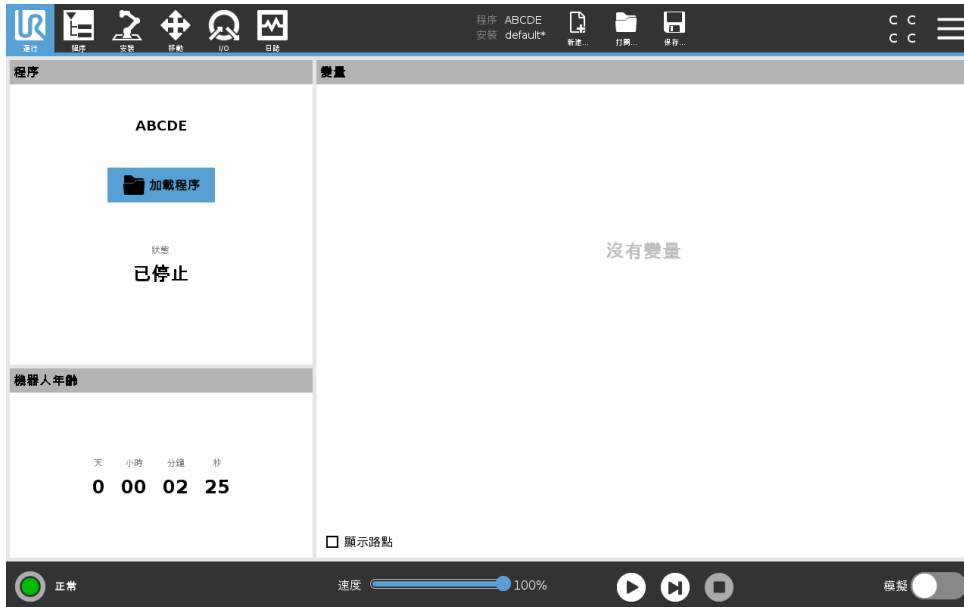 運行 程序 安裝 移動 I/O 日誌
程序 ABCDE
安裝 default*
新建... 打開... 保存...
C C
C C
程序
ABCDE
加載程序
狀態
已停止
機器人年齡
天 小時 分鐘 秒
0 00 02 25
變量
沒有變量
顯示路點
正常
速度 100%
模擬